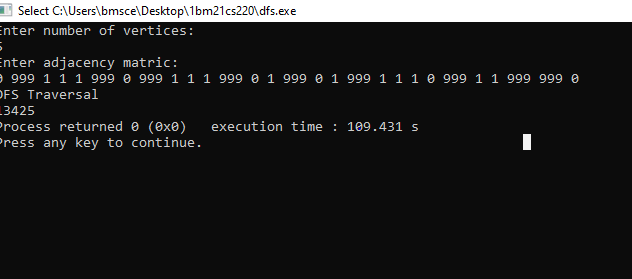 Select C:\Users\bmsce\Desktop\1bm21cs220\dfs.exe
Enter number of vertices:
5
Enter adjacency matric:
0 999 1 1 1 999 0 999 1 1 1 999 0 1 999 0 1 999 1 1 1 0 999 1 1 999 999 0
DFS Traversal
13425
Process returned 0 (0x0)   execution time : 109.431 s
Press any key to continue.